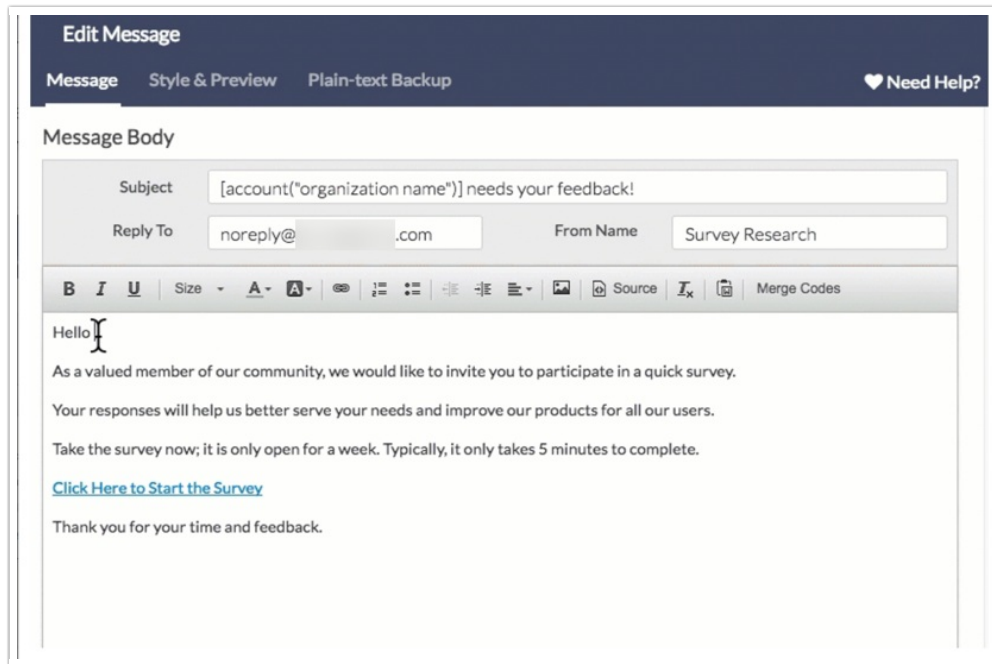 Edit Message
Message Style & Preview Plain-text Backup Need Help?
Message Body
Subject [account("organization name")] needs your feedback!
Reply To noreply@ .com From Name Survey Research
B I U Size A A Source Ix Merge Codes
Hello
As a valued member of our community, we would like to invite you to participate in a quick survey.
Your responses will help us better serve your needs and improve our products for all our users.
Take the survey now; it is only open for a week. Typically, it only takes 5 minutes to complete.
Click Here to Start the Survey
Thank you for your time and feedback.